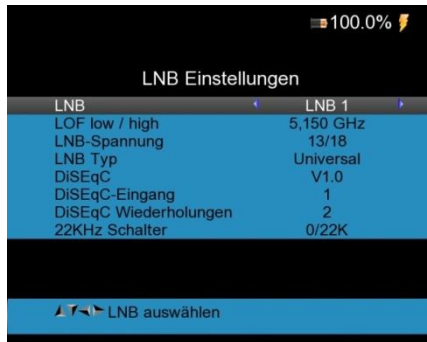 100.0%
LNB Einstellungen
LNB LNB 1
LOF low / high 5,150 GHz
LNB-Spannung 13/18
LNB Typ Universal
DiSEqC V1.0
DiSEqC-Eingang 1
DiSEqC Wiederholungen 2
22KHz Schalter 0/22K
LNB auswählen